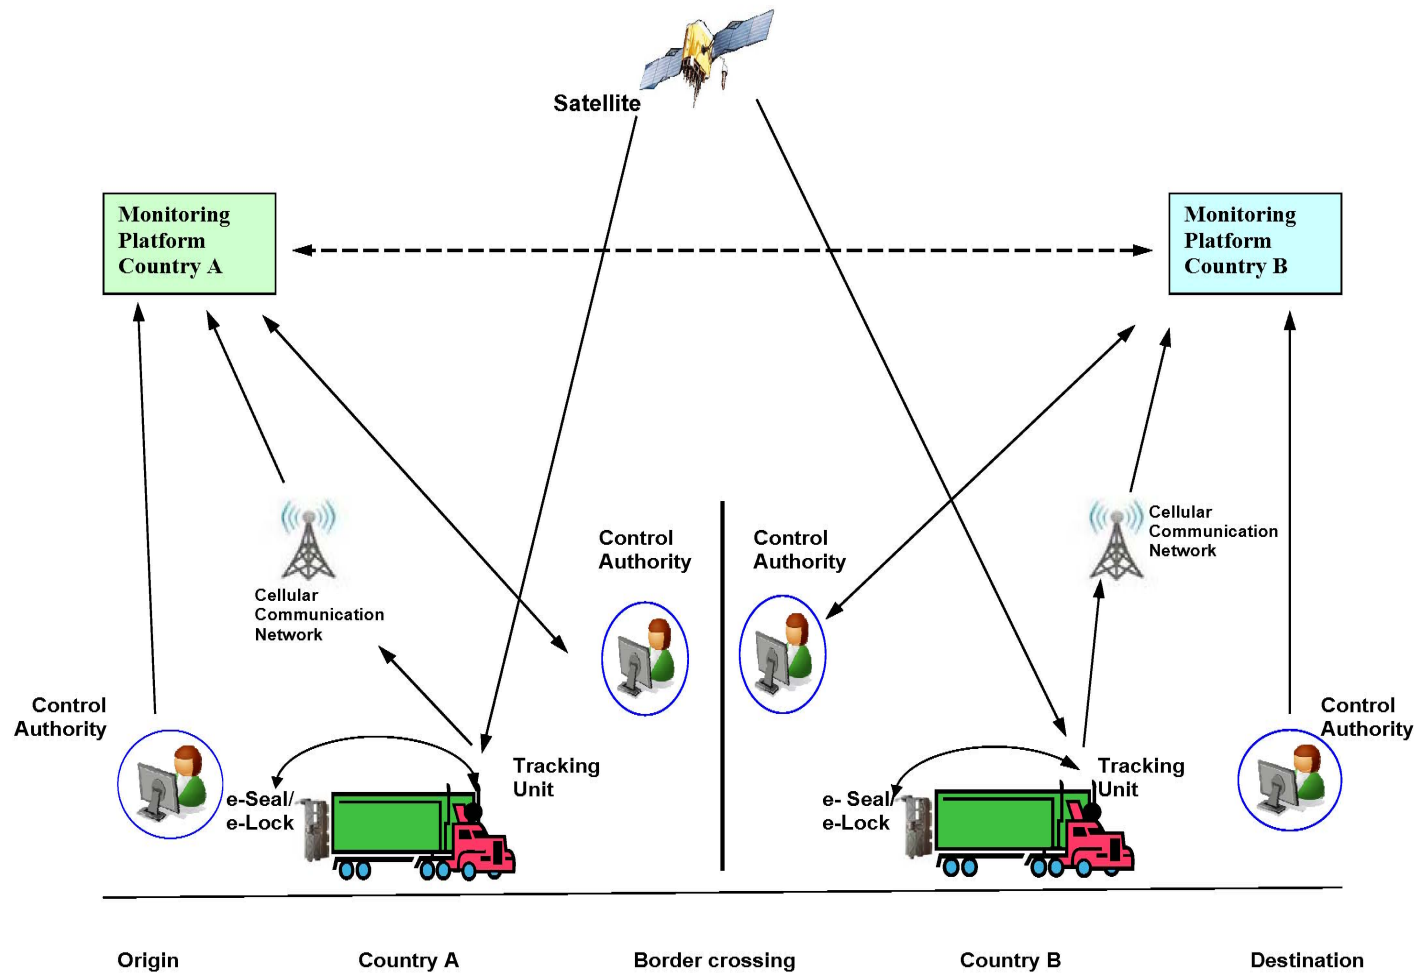 Satellite
Monitoring
Platform
Country A
Monitoring
Platform
Country B
Cellular
Communication
Network
Control
Authority
Control
Authority
Cellular
Communication
Network
Control
Authority
e-Seal/
e-Lock
Tracking
Unit
e- Seal/
e-Lock
Tracking
Unit
Control
Authority
Origin
Country A
Border crossing
Country B
Destination